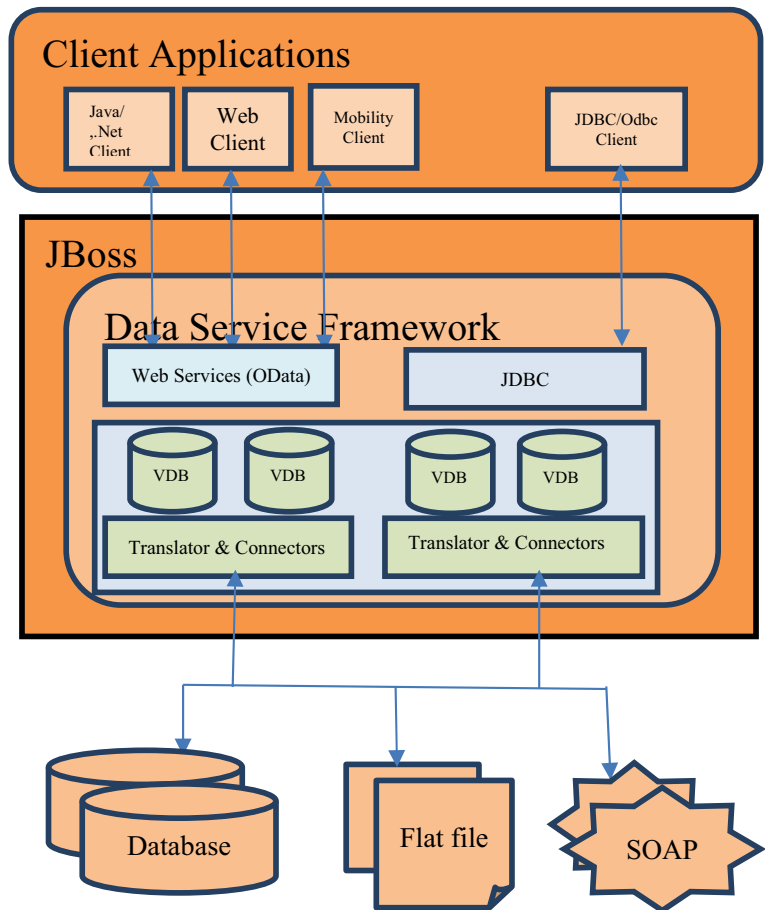 Client Applications
Java/
,.Net
Client
Web
Client
Mobility
Client
JDBC/Odbc
Client
JBoss
Data Service Framework
Web Services (OData)
JDBC
VDB
VDB
VDB
VDB
Translator & Connectors
Translator & Connectors
Database
Flat file
SOAP